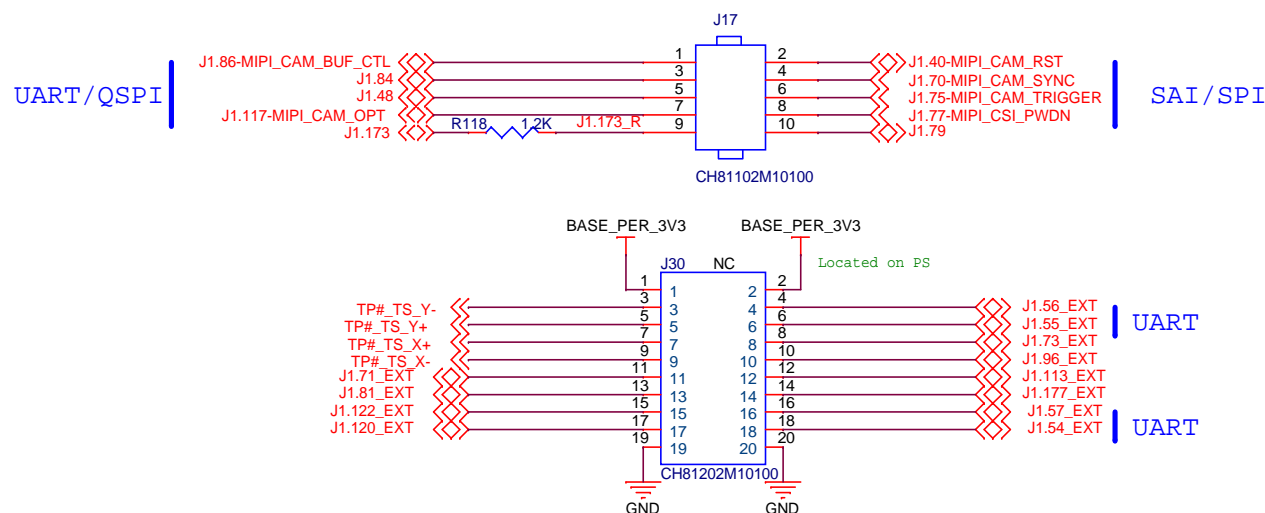 J17
J1.86-MIPI_CAM_BUF_CTL 1 2 J1.40-MIPI_CAM_RST
J1.84 3 4 J1.70-MIPI_CAM_SYNC
UART/QSPI J1.48 5 6 J1.75-MIPI_CAM_TRIGGER SAI/SPI
J1.117-MIPI_CAM_OPT 7 8 J1.77-MIPI_CSI_PWDN
J1.173 R118 1.2K J1.173_R 9 10 J1.79
CH81102M10100
BASE_PER_3V3 BASE_PER_3V3
J30 NC Located on PS
1 1 2 2
TP#_TS_Y- 3 3 4 4 J1.56_EXT
TP#_TS_Y+ 5 5 6 6 J1.55_EXT UART
TP#_TS_X+ 7 7 8 8 J1.73_EXT
TP#_TS_X- 9 9 10 10 J1.96_EXT
J1.71_EXT 11 11 12 12 J1.113_EXT
J1.81_EXT 13 13 14 14 J1.177_EXT
J1.122_EXT 15 15 16 16 J1.57_EXT
J1.120_EXT 17 17 18 18 J1.54_EXT UART
19 19 20 20
CH81202M10100
GND GND